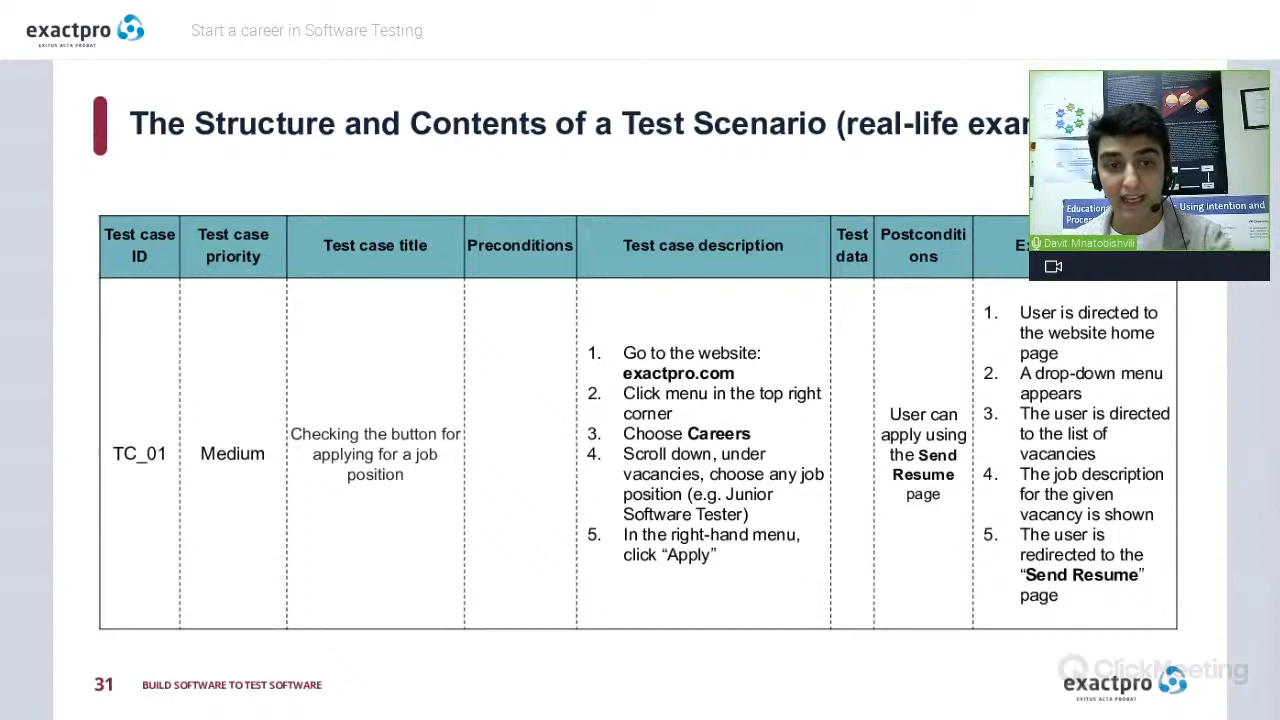 exactpro
EXITUS ACTA PROBAT
Start a career in Software Testing
The Structure and Contents of a Test Scenario (real-life exam
Educational
Process
Using Intention and
Davit Mnatobishvili
Test case
ID
Test case
priority
Test case title
Preconditions
Test case description
Test
data
Postconditi
ons
TC_01
Medium
Checking the button for
applying for a job
position
1. Go to the website:
exactpro.com
2. Click menu in the top right
corner
3. Choose Careers
4. Scroll down, under
vacancies, choose any job
position (e.g. Junior
Software Tester)
5. In the right-hand menu,
click “Apply”
User can
apply using
the Send
Resume
page
1. User is directed to
the website home
page
2. A drop-down menu
appears
3. The user is directed
to the list of
vacancies
4. The job description
for the given
vacancy is shown
5. The user is
redirected to the
“Send Resume”
page
31
BUILD SOFTWARE TO TEST SOFTWARE
ClickMeeting
exactpro
EXITUS ACTA PROBAT